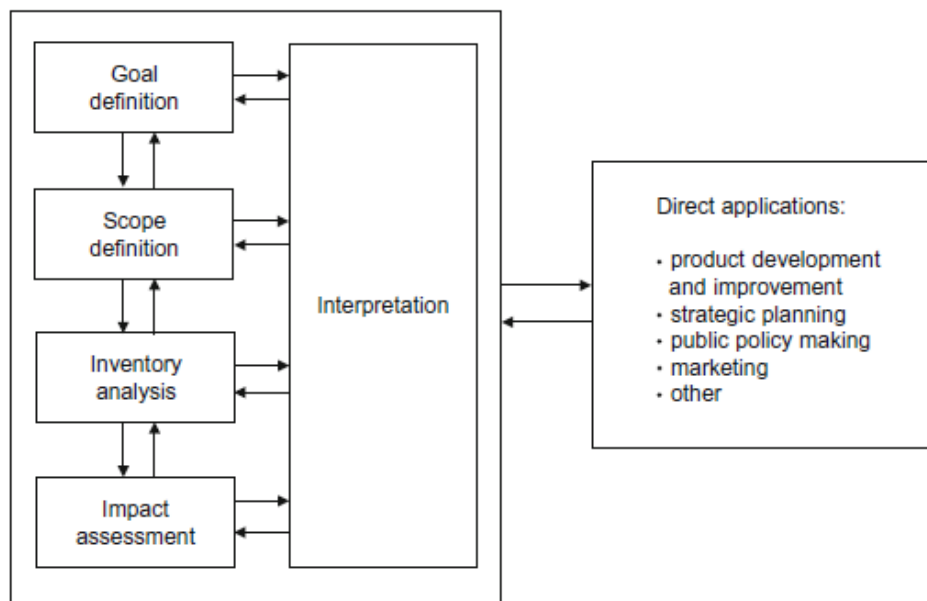 Goal
definition
Scope
definition
Inventory
analysis
Impact
assessment
Interpretation
Direct applications:
• product development
and improvement
• strategic planning
• public policy making
• marketing
• other